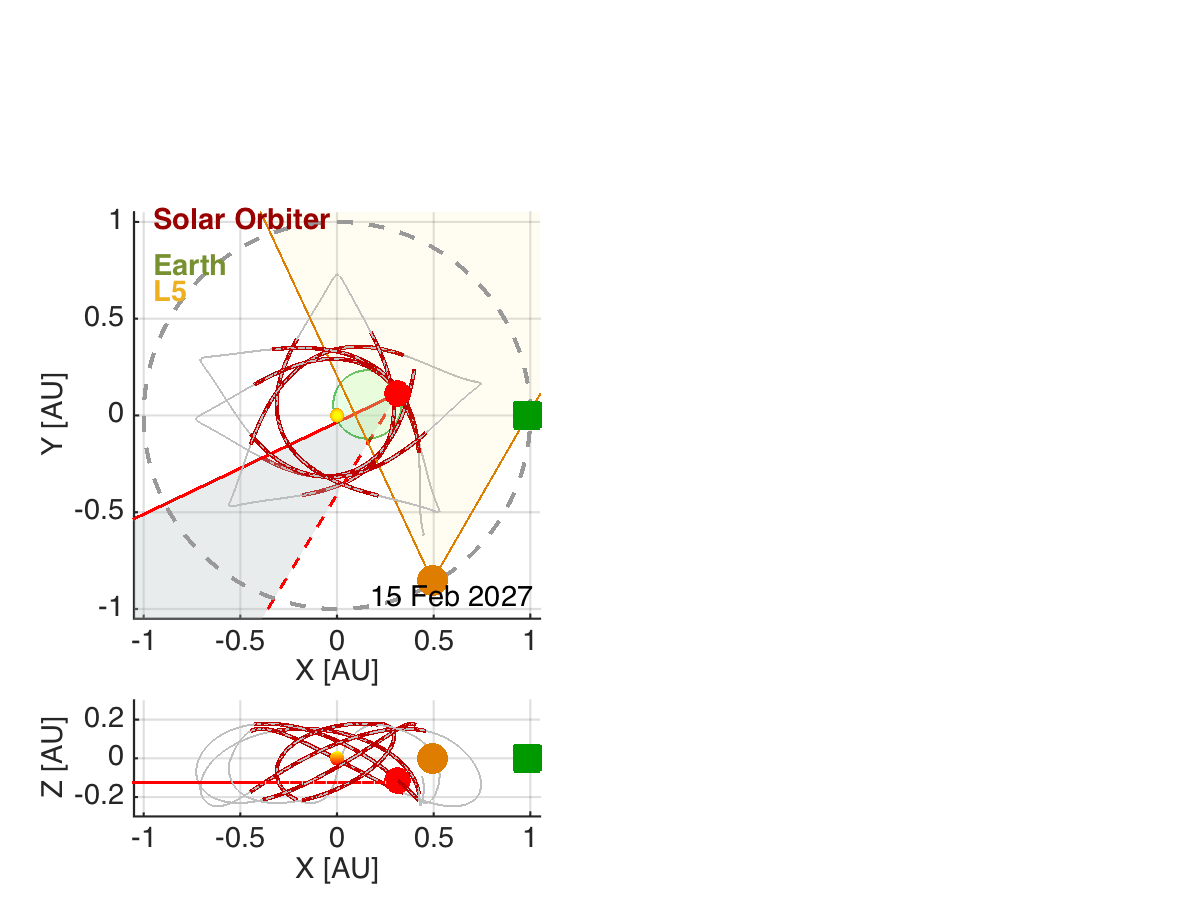 Solar Orbiter
Earth
L5
1
0.5
0
-0.5
-1
Y [AU]
15 Feb 2027
-1 -0.5 0 0.5 1
X [AU]
0.2
0
-0.2
Z [AU]
-1 -0.5 0 0.5 1
X [AU]